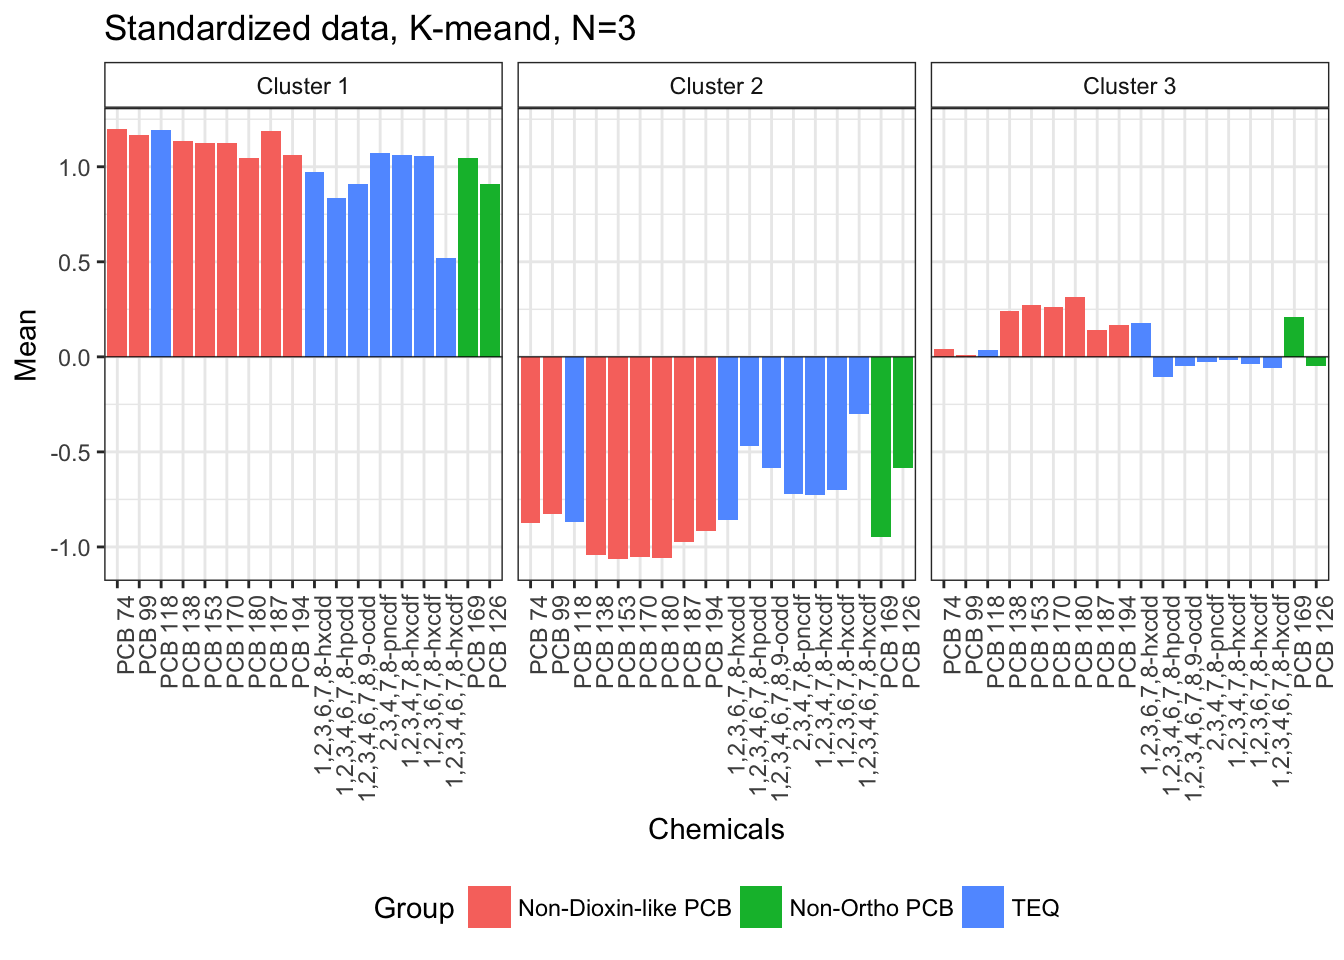 Standardized data, K-meand, N=3
Cluster 1
Cluster 2
Cluster 3
Mean
1.0
0.5
0.0
-0.5
-1.0
PCB 74
PCB 99
PCB 118
PCB 138
PCB 153
PCB 170
PCB 180
PCB 187
PCB 194
1,2,3,6,7,8-hxcdd
1,2,3,4,6,7,8-hpcdd
1,2,3,4,6,7,8,9-ocdd
2,3,4,7,8-pncdf
1,2,3,4,7,8-hxcdf
1,2,3,6,7,8-hxcdf
1,2,3,4,6,7,8-hxcdf
PCB 169
PCB 126
PCB 74
PCB 99
PCB 118
PCB 138
PCB 153
PCB 170
PCB 180
PCB 187
PCB 194
1,2,3,6,7,8-hxcdd
1,2,3,4,6,7,8-hpcdd
1,2,3,4,6,7,8,9-ocdd
2,3,4,7,8-pncdf
1,2,3,4,7,8-hxcdf
1,2,3,6,7,8-hxcdf
1,2,3,4,6,7,8-hxcdf
PCB 169
PCB 126
PCB 74
PCB 99
PCB 118
PCB 138
PCB 153
PCB 170
PCB 180
PCB 187
PCB 194
1,2,3,6,7,8-hxcdd
1,2,3,4,6,7,8-hpcdd
1,2,3,4,6,7,8,9-ocdd
2,3,4,7,8-pncdf
1,2,3,4,7,8-hxcdf
1,2,3,6,7,8-hxcdf
1,2,3,4,6,7,8-hxcdf
PCB 169
PCB 126
Chemicals
Group
Non-Dioxin-like PCB
Non-Ortho PCB
TEQ